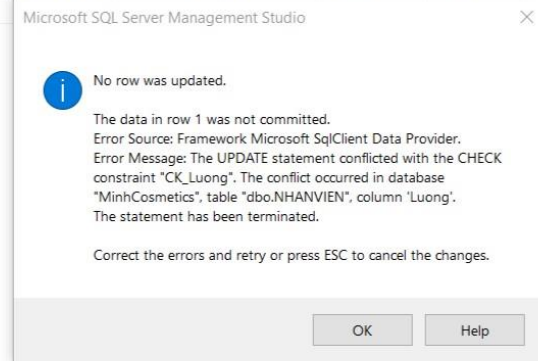 Microsoft SQL Server Management Studio
No row was updated.
The data in row 1 was not committed.
Error Source: Framework Microsoft SqlClient Data Provider.
Error Message: The UPDATE statement conflicted with the CHECK
constraint "CK_Luong". The conflict occurred in database
"MinhCosmetics", table "dbo.NHANVIEN", column 'Luong'.
The statement has been terminated.
Correct the errors and retry or press ESC to cancel the changes.
OK Help